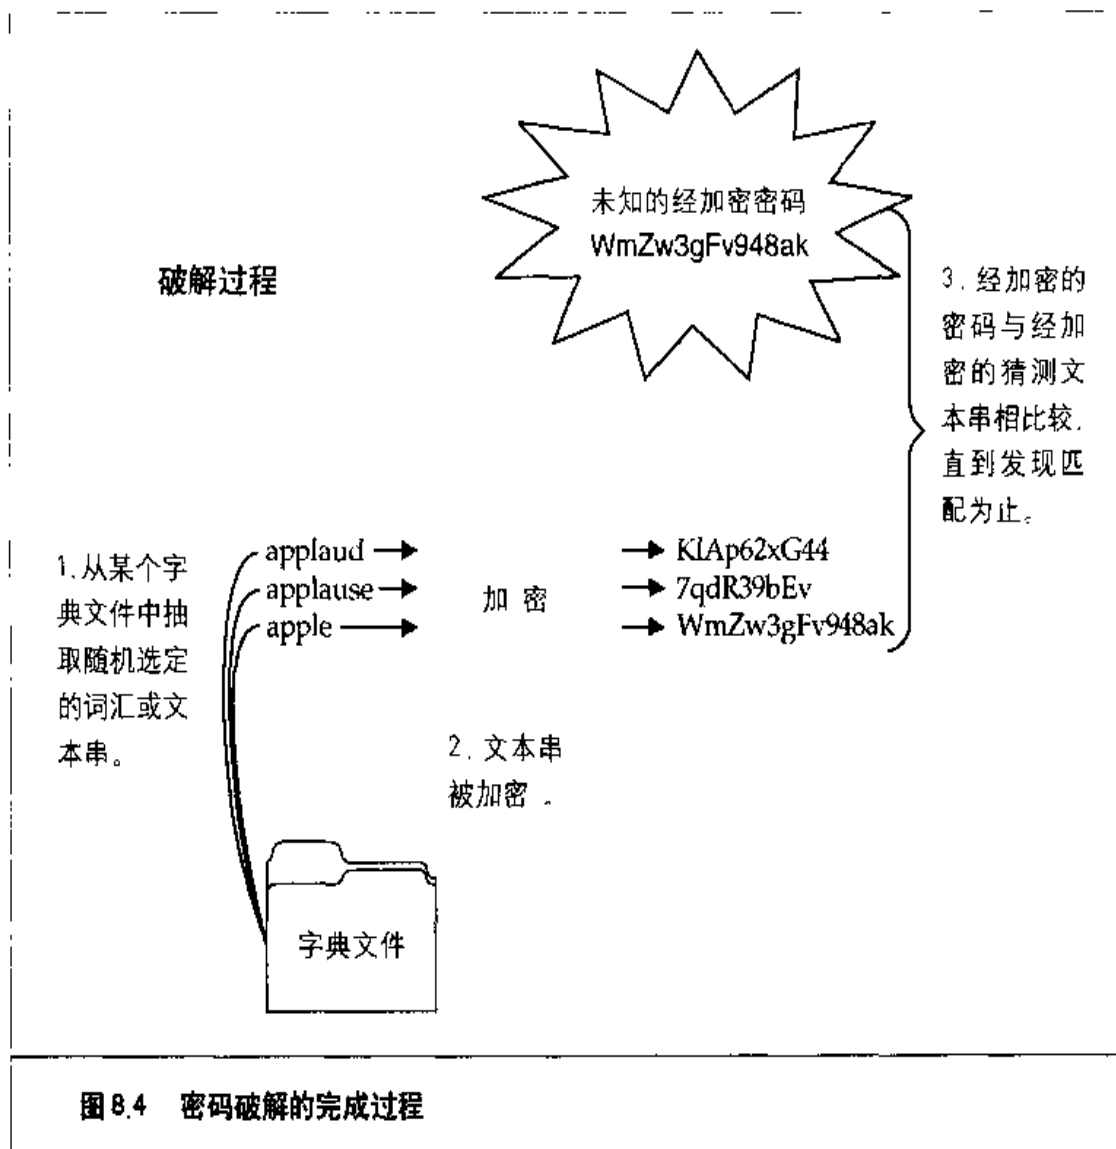 未知的经加密密码
WmZw3gFv948ak
破解过程
3. 经加密的
密码与经加
密的猜测文
本串相比较,
直到发现匹
配为止。
1. 从某个字
典文件中抽
取随机选定
的词汇或文
本串。
applaud
applause
apple
加密
KlAp62xG44
7qdR39bEv
WmZw3gFv948ak
2. 文本串
被加密。
字典文件
图 8.4 密码破解的完成过程